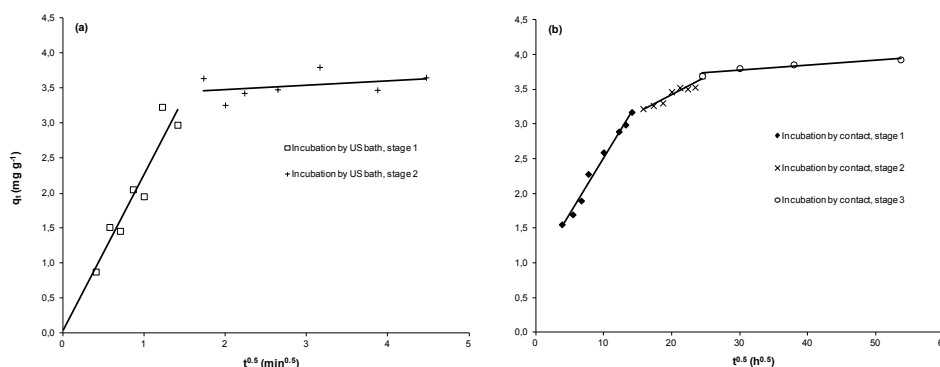 (a)
4,5
4,0
3,5
3,0
2,5
2,0
1,5
1,0
0,5
0,0
0 1 2 3 4 5
qt (mg g-1)
t0.5 (min0.5)
Incubation by US bath, stage 1
Incubation by US bath, stage 2
(b)
4,5
4,0
3,5
3,0
2,5
2,0
1,5
1,0
0,5
0,0
0 10 20 30 40 50 60
t0.5 (h0.5)
Incubation by contact, stage 1
Incubation by contact, stage 2
Incubation by contact, stage 3